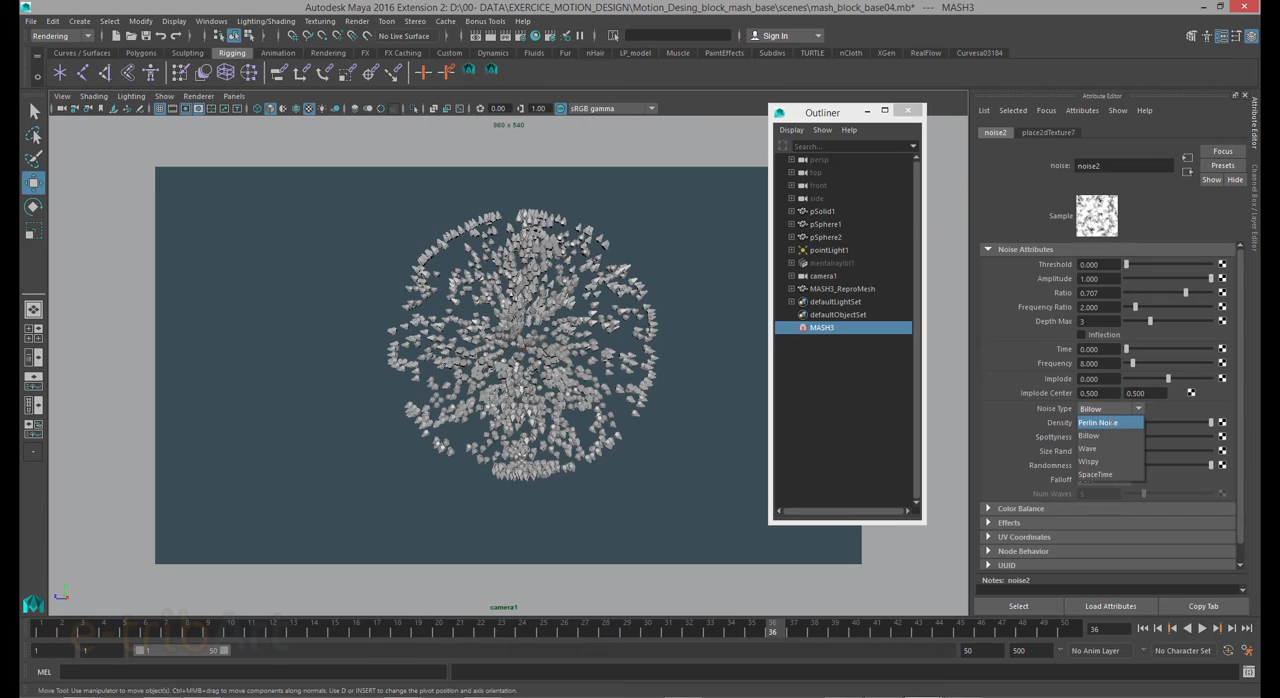 Autodesk Maya 2016 Extension 2: D:\00- DATA\EXERCICE_MOTION_DESIGN\Motion_Desing_block_mash_base\scenes\mash_block_base04.mb* --- MASH3
File Edit Create Select Modify Display Windows Lighting/Shading Texturing Render Toon Stereo Cache Bonus Tools Help
Rendering No Live Surface Sign In
Curves / Surfaces Polygons Sculpting Rigging Animation Rendering FX FX Caching Custom Dynamics Fluids Fur nHair LP_model Muscle PaintEffects Subdivs TURTLE nCloth XGen RealFlow Curvesa03184
View Shading Lighting Show Renderer Panels
0.00 1.00 sRGB gamma
960 x 540
camera1
Outliner
Display Show Help
Search...
persp
top
front
side
pSolid1
pSphere1
pSphere2
pointLight1
mentalrayIbl1
camera1
MASH3_ReproMesh
defaultLightSet
defaultObjectSet
MASH3
Attribute Editor
List Selected Focus Attributes Show Help
noise2 place2dTexture7
Focus
noise: noise2 Presets
Show Hide
Sample
Noise Attributes
Threshold 0.000
Amplitude 1.000
Ratio 0.707
Frequency Ratio 2.000
Depth Max 3
Inflection
Time 0.000
Frequency 8.000
Implode 0.000
Implode Center 0.500 0.500
Noise Type Billow
Density Perlin Noise
Spottyness Billow
Size Rand Wave
Randomness Wispy
Falloff SpaceTime
Num Waves 5
Color Balance
Effects
UV Coordinates
Node Behavior
UUID
Notes: noise2
Select Load Attributes Copy Tab
Attribute Editor
Channel Box / Layer Editor
e-tribart
36
36
36
1 1 1 50 50 500 No Anim Layer No Character Set
MEL
Move Tool: Use manipulator to move object(s). Ctrl+MMB+drag to move components along normals. Use D or INSERT to change the pivot position and axis orientation.